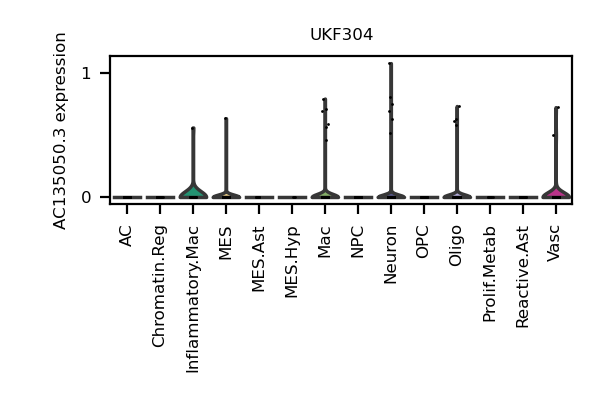 UKF304
AC135050.3 expression
1
0
AC
Chromatin.Reg
Inflammatory.Mac
MES
MES.Ast
MES.Hyp
Mac
NPC
Neuron
OPC
Oligo
Prolif.Metab
Reactive.Ast
Vasc